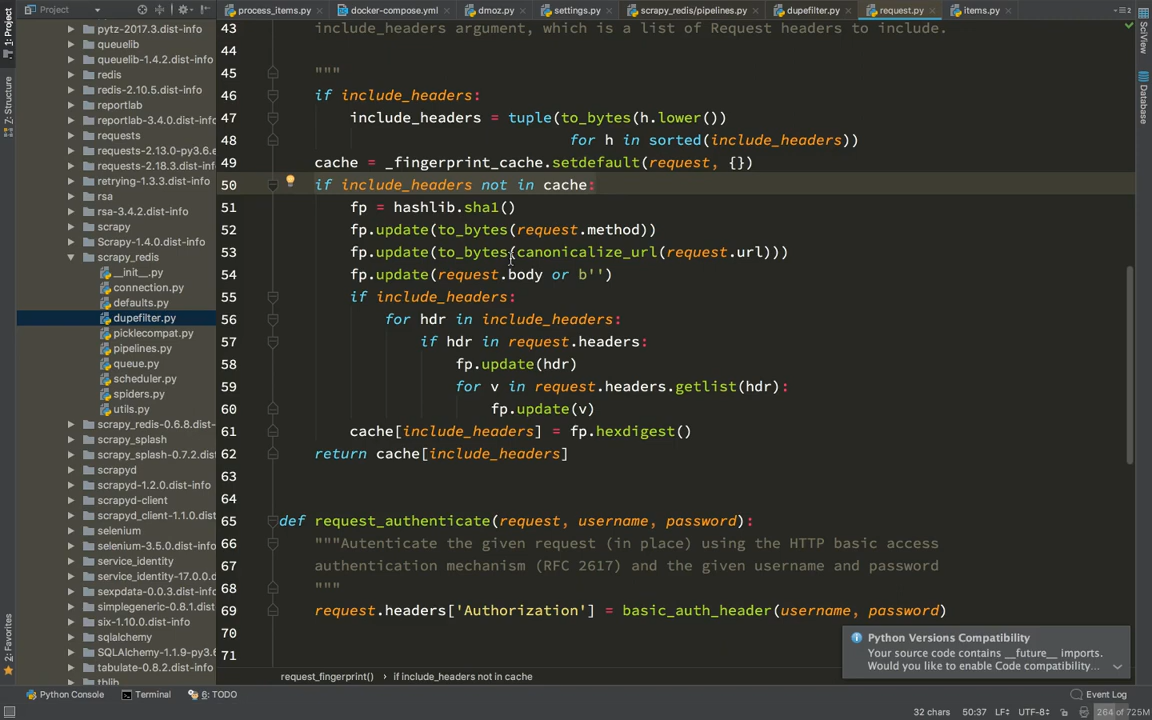 1: Project
Project
process_items.py
docker-compose.yml
dmoz.py
settings.py
scrapy_redis/pipelines.py
dupefilter.py
request.py
items.py
2
pytz-2017.3.dist-info
queuelib
queuelib-1.4.2.dist-info
redis
redis-2.10.5.dist-info
reportlab
reportlab-3.4.0.dist-info
requests
requests-2.13.0-py3.6.e
requests-2.18.3.dist-info
retrying-1.3.3.dist-info
rsa
rsa-3.4.2.dist-info
scrapy
Scrapy-1.4.0.dist-info
scrapy_redis
__init__.py
connection.py
defaults.py
dupefilter.py
picklecompat.py
pipelines.py
queue.py
scheduler.py
spiders.py
utils.py
scrapy_redis-0.6.8.dist-
scrapy_splash
scrapy_splash-0.7.2.dist
scrapyd
scrapyd-1.2.0.dist-info
scrapyd-client
scrapyd_client-1.1.0.dist
selenium
selenium-3.5.0.dist-info
service_identity
service_identity-17.0.0.d
sexpdata-0.0.3.dist-info
simplegeneric-0.8.1.dist
six-1.10.0.dist-info
sqlalchemy
SQLAlchemy-1.1.9-py3.6
tabulate-0.8.2.dist-info
tblib
7: Structure
2: Favorites
43 include_headers argument, which is a list of Request headers to include.
44
45 """
46 if include_headers:
47 include_headers = tuple(to_bytes(h.lower())
48 for h in sorted(include_headers))
49 cache = _fingerprint_cache.setdefault(request, {})
50 if include_headers not in cache:
51 fp = hashlib.sha1()
52 fp.update(to_bytes(request.method))
53 fp.update(to_bytes(canonicalize_url(request.url)))
54 fp.update(request.body or b'')
55 if include_headers:
56 for hdr in include_headers:
57 if hdr in request.headers:
58 fp.update(hdr)
59 for v in request.headers.getlist(hdr):
60 fp.update(v)
61 cache[include_headers] = fp.hexdigest()
62 return cache[include_headers]
63
64
65 def request_authenticate(request, username, password):
66 """Autenticate the given request (in place) using the HTTP basic access
67 authentication mechanism (RFC 2617) and the given username and password
68 """
69 request.headers['Authorization'] = basic_auth_header(username, password)
70
71
request_fingerprint()
if include_headers not in cache
SciView
Database
Python Versions Compatibility
Your source code contains __future__ imports.
Would you like to enable Code compatibility...
Python Console
Terminal
6: TODO
Event Log
32 chars
50:37
LF
UTF-8
264 of 725M